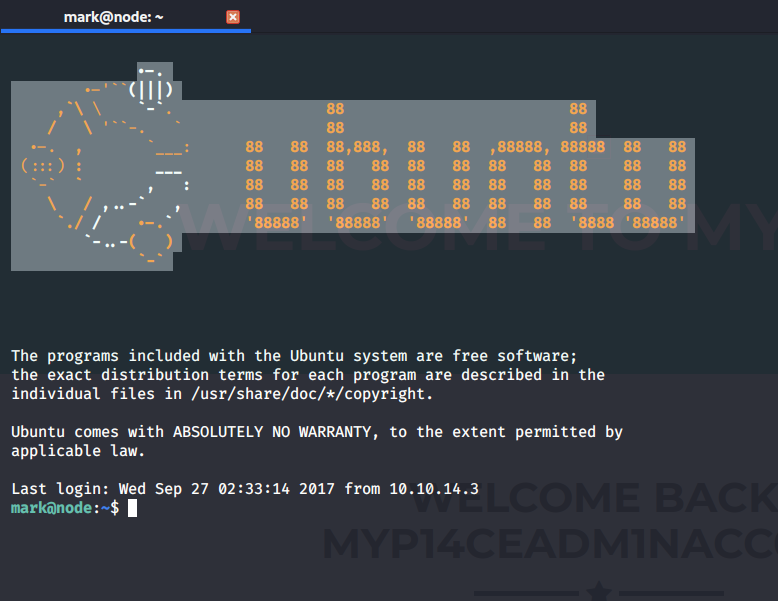 mark@node: ~
The programs included with the Ubuntu system are free software;
the exact distribution terms for each program are described in the
individual files in /usr/share/doc/*/copyright.
Ubuntu comes with ABSOLUTELY NO WARRANTY, to the extent permitted by
applicable law.
Last login: Wed Sep 27 02:33:14 2017 from 10.10.14.3
mark@node:~$
WELCOME TO MY
WELCOME BACK
MYP14CEADM1NACC